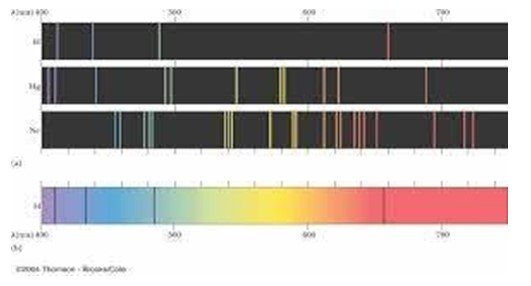 λ(nm) 400 500 600 700
H
Hg
Ne
(a)
H
λ(nm) 400 500 600 700
(b)
©2004 Thomson - Brooks/Cole